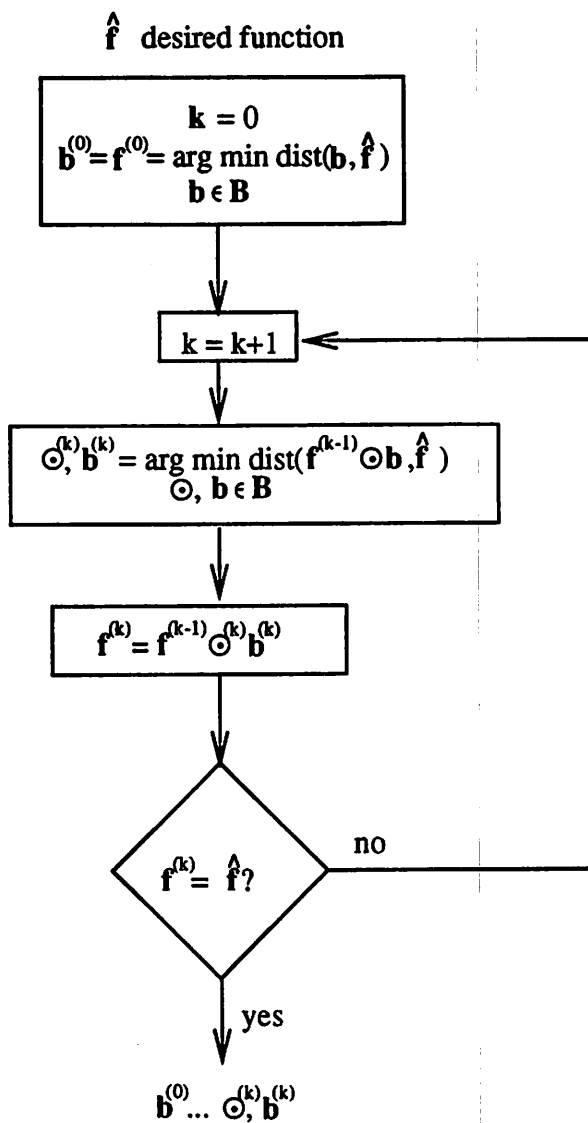 f̂ desired function
k = 0
b⁽⁰⁾= f⁽⁰⁾= arg min dist(b, f̂ )
b ϵ B
k = k+1
⊙,⁽ᵏ⁾ b⁽ᵏ⁾ = arg min dist(f⁽ᵏ⁻¹⁾ ⊙ b , f̂ )
⊙, b ϵ B
f⁽ᵏ⁾= f⁽ᵏ⁻¹⁾ ⊙⁽ᵏ⁾ b⁽ᵏ⁾
f⁽ᵏ⁾= f̂?
no
yes
b⁽⁰⁾... ⊙,⁽ᵏ⁾ b⁽ᵏ⁾